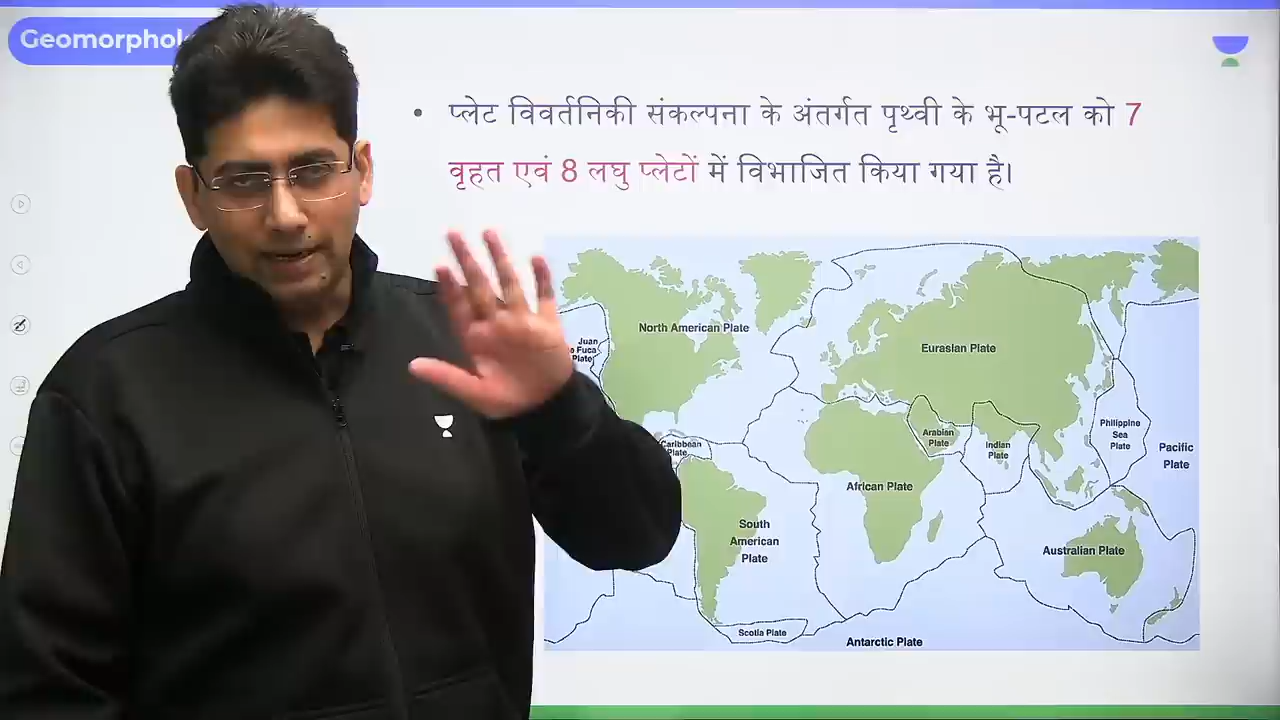 Geomorphol
• प्लेट विवर्तनिकी संकल्पना के अंतर्गत पृथ्वी के भू-पटल को 7
वृहत एवं 8 लघु प्लेटों में विभाजित किया गया है।
North American Plate
Juan
Fuca
Plate
Eurasian Plate
Caribbean
Plate
Arabian
Plate
Indian
Plate
Philippine
Sea
Plate
Pacific
Plate
African Plate
South
American
Plate
Australian Plate
Scotia Plate
Antarctic Plate